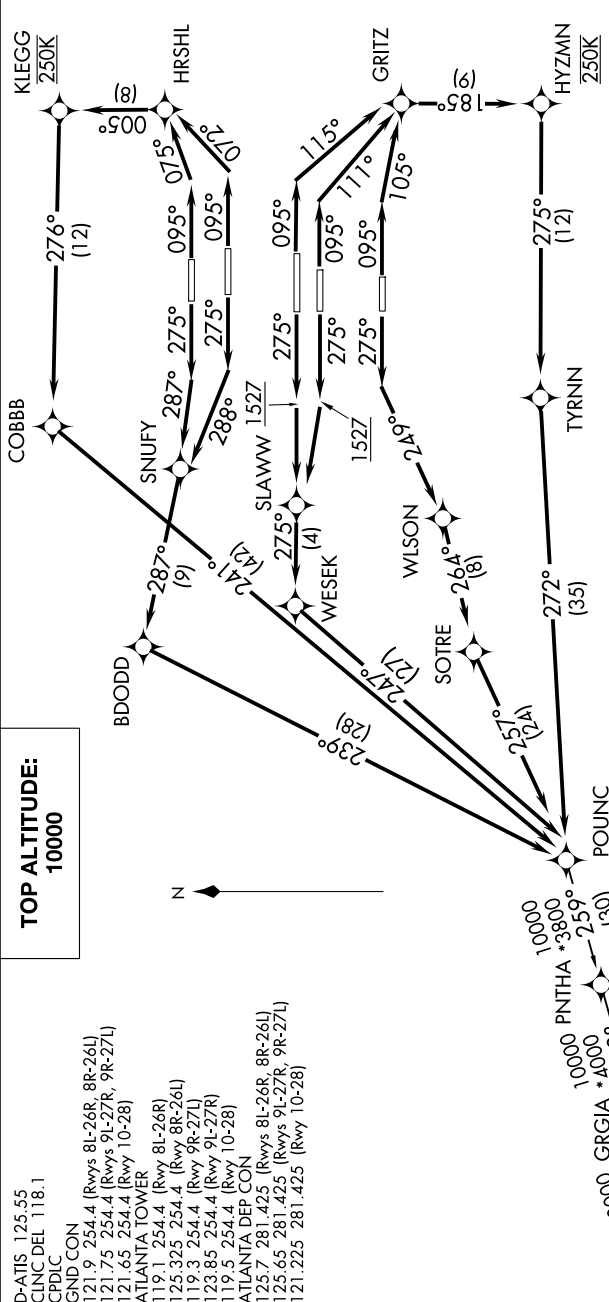 D-ATIS 125.55
CLNC DEL 118.1
CPDLC
GND CON
121.9 254.4 (Rwys 8L-26R, 8R-26L)
121.75 254.4 (Rwys 9L-27R, 9R-27L)
121.65 254.4 (Rwy 10-28)
ATLANTA TOWER
119.1 254.4 (Rwy 8L-26R)
125.325 254.4 (Rwy 8R-26L)
119.3 254.4 (Rwy 9R-27L)
123.85 254.4 (Rwy 9L-27R)
119.5 254.4 (Rwy 10-28)
ATLANTA DEP CON
125.7 281.425 (Rwys 8L-26R, 8R-26L)
125.65 281.425 (Rwys 9L-27R, 9R-27L)
121.225 281.425 (Rwy 10-28)
TOP ALTITUDE:
10000
N
KLEGG
250K
HRSHL
005°
(8)
276°
(12)
COBBB
075°
072°
095°
095°
275°
275°
287°
288°
SNUFY
287°
(9)
BDODD
239°
(28)
241°
(42)
GRITZ
115°
111°
105°
095°
095°
095°
275°
275°
275°
1527
1527
SLAWW
275°
(4)
WESEK
247°
(27)
249°
WLSON
264°
(8)
SOTRE
257°
(24)
185°
(9)
HYZMN
250K
275°
(12)
TYRNN
272°
(35)
POUNC
259°
10000
*3800
PNTHA
10000
*4000
GRGIA